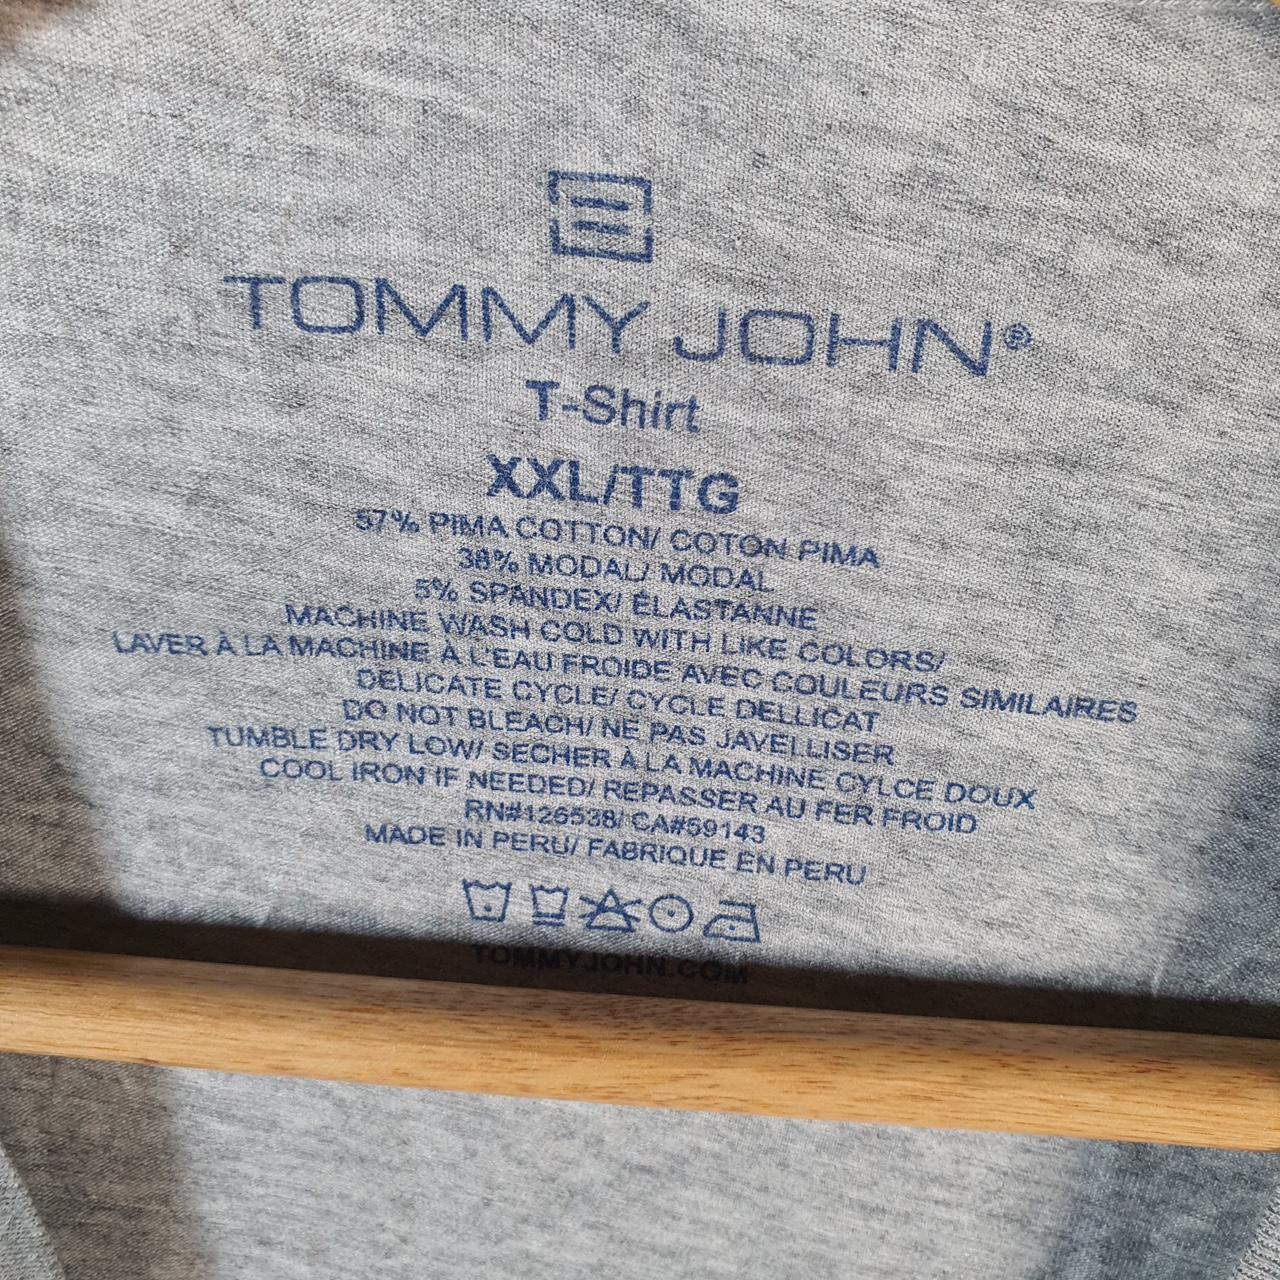 TOMMY JOHN®
T-Shirt
XXL/TTG
57% PIMA COTTON/ COTON PIMA
38% MODAL/ MODAL
5% SPANDEX/ ÉLASTANNE
MACHINE WASH COLD WITH LIKE COLORS/
LAVER À LA MACHINE À L'EAU FROIDE AVEC COULEURS SIMILAIRES
DELICATE CYCLE/ CYCLE DELLICAT
DO NOT BLEACH/ NE PAS JAVELLISER
TUMBLE DRY LOW/ SECHER À LA MACHINE CYLCE DOUX
COOL IRON IF NEEDED/ REPASSER AU FER FROID
RN#126538/ CA#59143
MADE IN PERU/ FABRIQUE EN PERU
TOMMYJOHN.COM